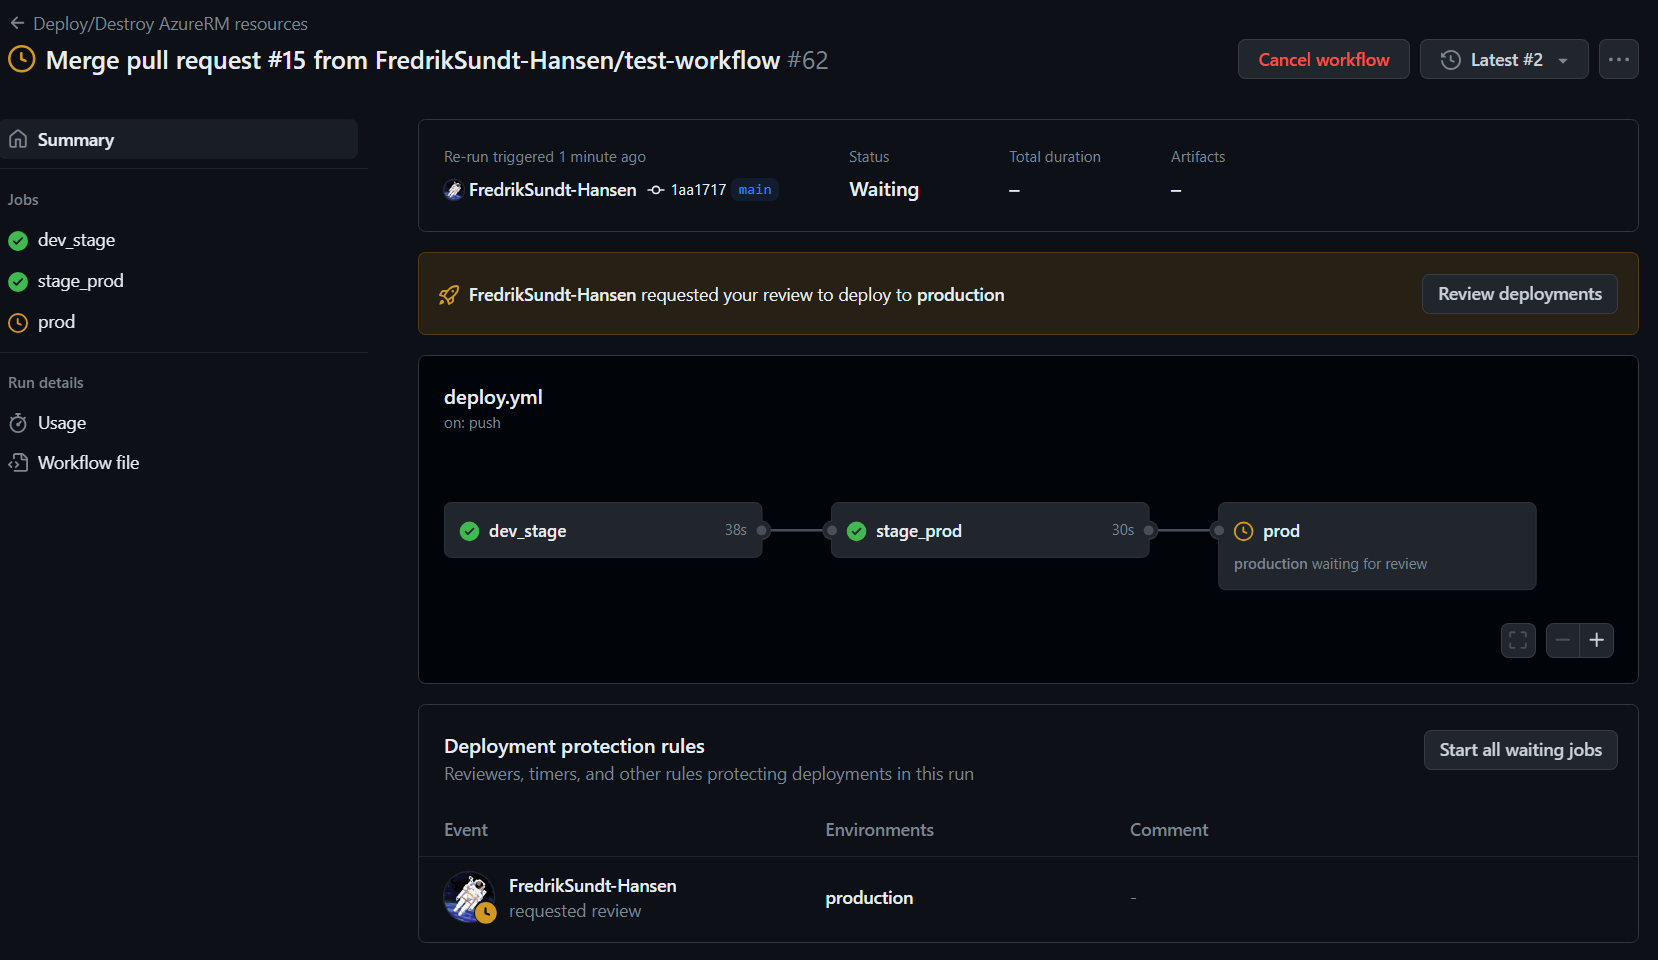 Deploy/Destroy AzureRM resources
Merge pull request #15 from FredrikSundt-Hansen/test-workflow #62
Cancel workflow
Latest #2
Summary
Jobs
dev_stage
stage_prod
prod
Run details
Usage
Workflow file
Re-run triggered 1 minute ago
FredrikSundt-Hansen 1aa1717 main
Status
Waiting
Total duration
–
Artifacts
–
FredrikSundt-Hansen requested your review to deploy to production
Review deployments
deploy.yml
on: push
dev_stage 38s
stage_prod 30s
prod
production waiting for review
Deployment protection rules
Reviewers, timers, and other rules protecting deployments in this run
Start all waiting jobs
Event Environments Comment
FredrikSundt-Hansen
requested review
production
-